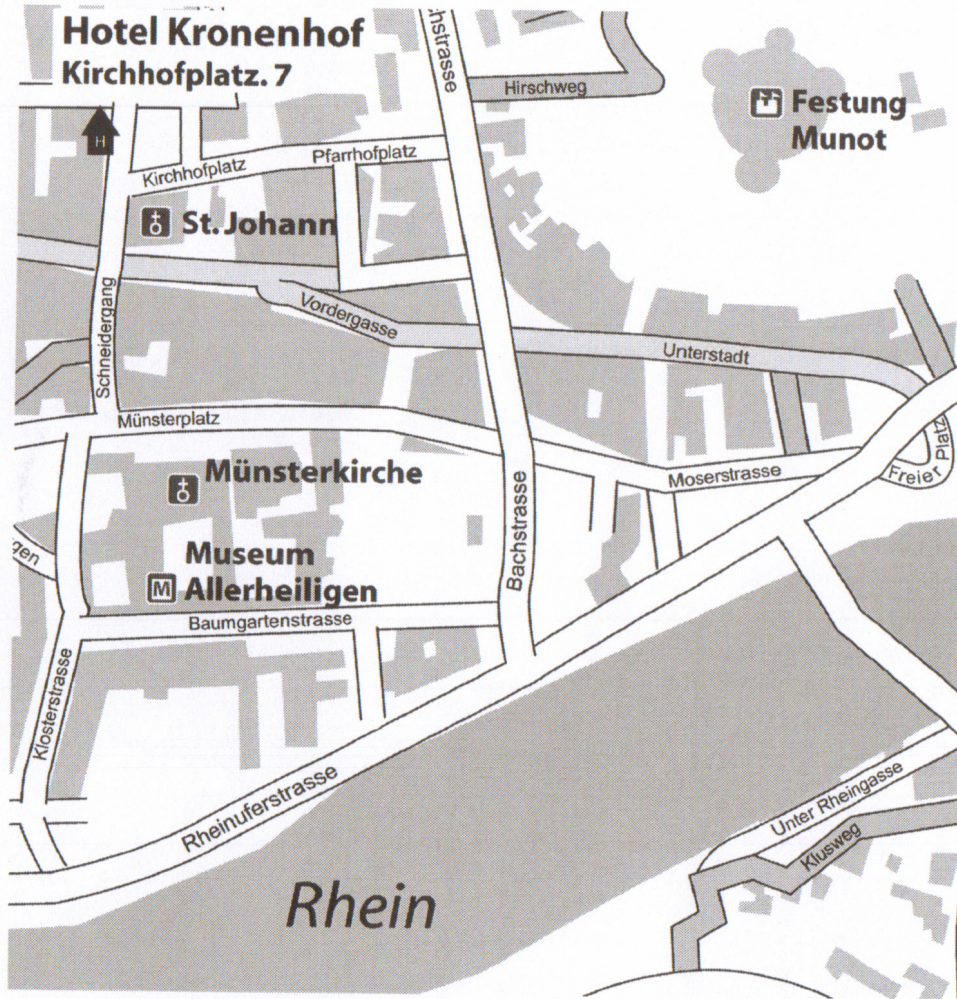 Hotel Kronenhof
Kirchhofplatz. 7
H
hstrasse
Hirschweg
Festung
Munot
Pfarrhofplatz
Kirchhofplatz
St. Johann
Schneidergang
Vordergasse
Unterstadt
Münsterplatz
Münsterkirche
Moserstrasse
Freier Platz
Museum
M Allerheiligen
Bachstrasse
gen
Baumgartenstrasse
Klosterstrasse
Rheinuferstrasse
Unter Rheingasse
Klusweg
Rhein